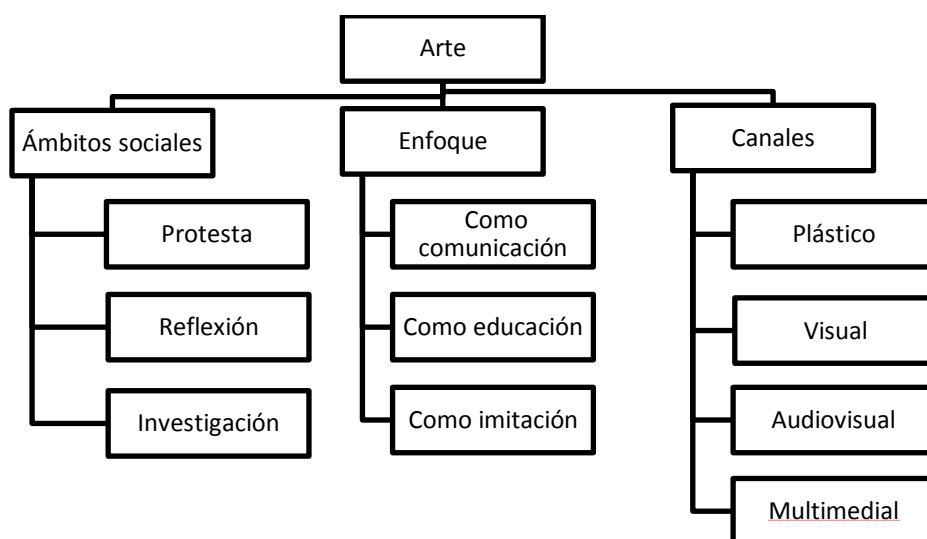 Arte
Ámbitos sociales
Protesta
Reflexión
Investigación
Enfoque
Como
comunicación
Como educación
Como imitación
Canales
Plástico
Visual
Audiovisual
Multimedial